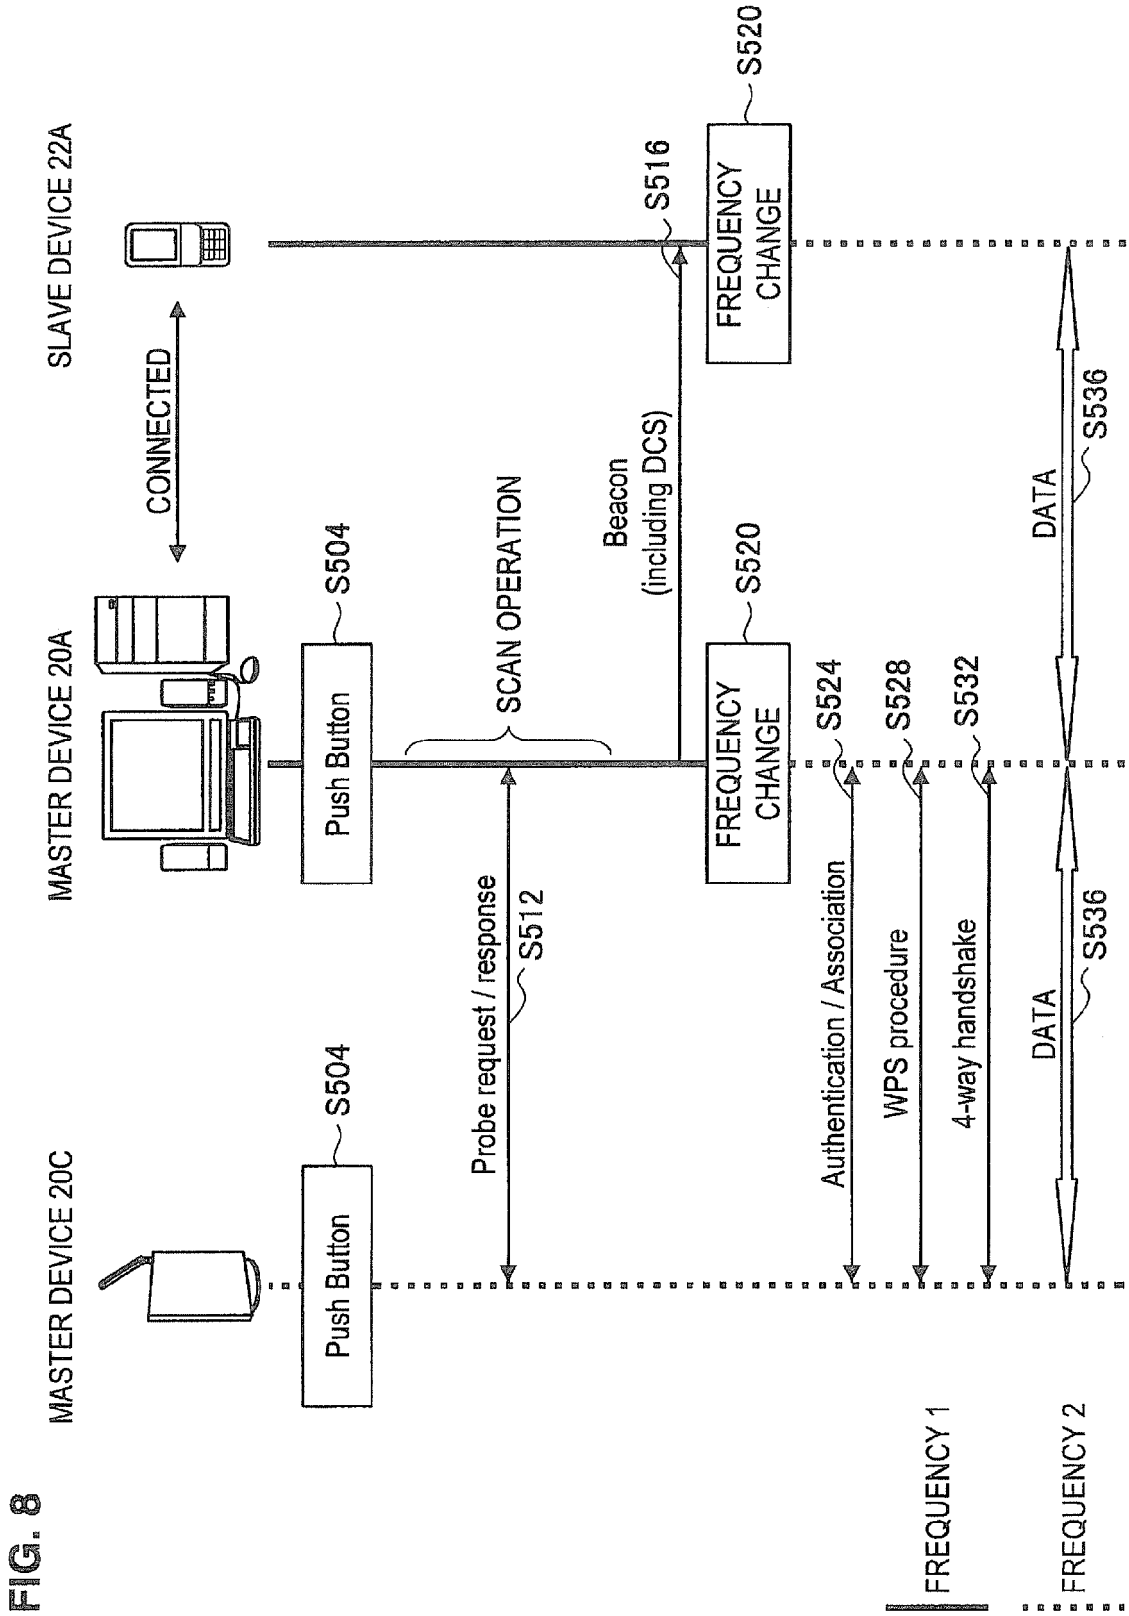 FIG. 8
MASTER DEVICE 20C
MASTER DEVICE 20A
SLAVE DEVICE 22A
CONNECTED
Push Button
S504
Push Button
S504
SCAN OPERATION
Probe request / response
S512
Beacon
(including DCS)
S516
FREQUENCY
CHANGE
S520
FREQUENCY
CHANGE
S520
Authentication / Association
S524
WPS procedure
S528
4-way handshake
S532
DATA
S536
DATA
S536
FREQUENCY 1
FREQUENCY 2